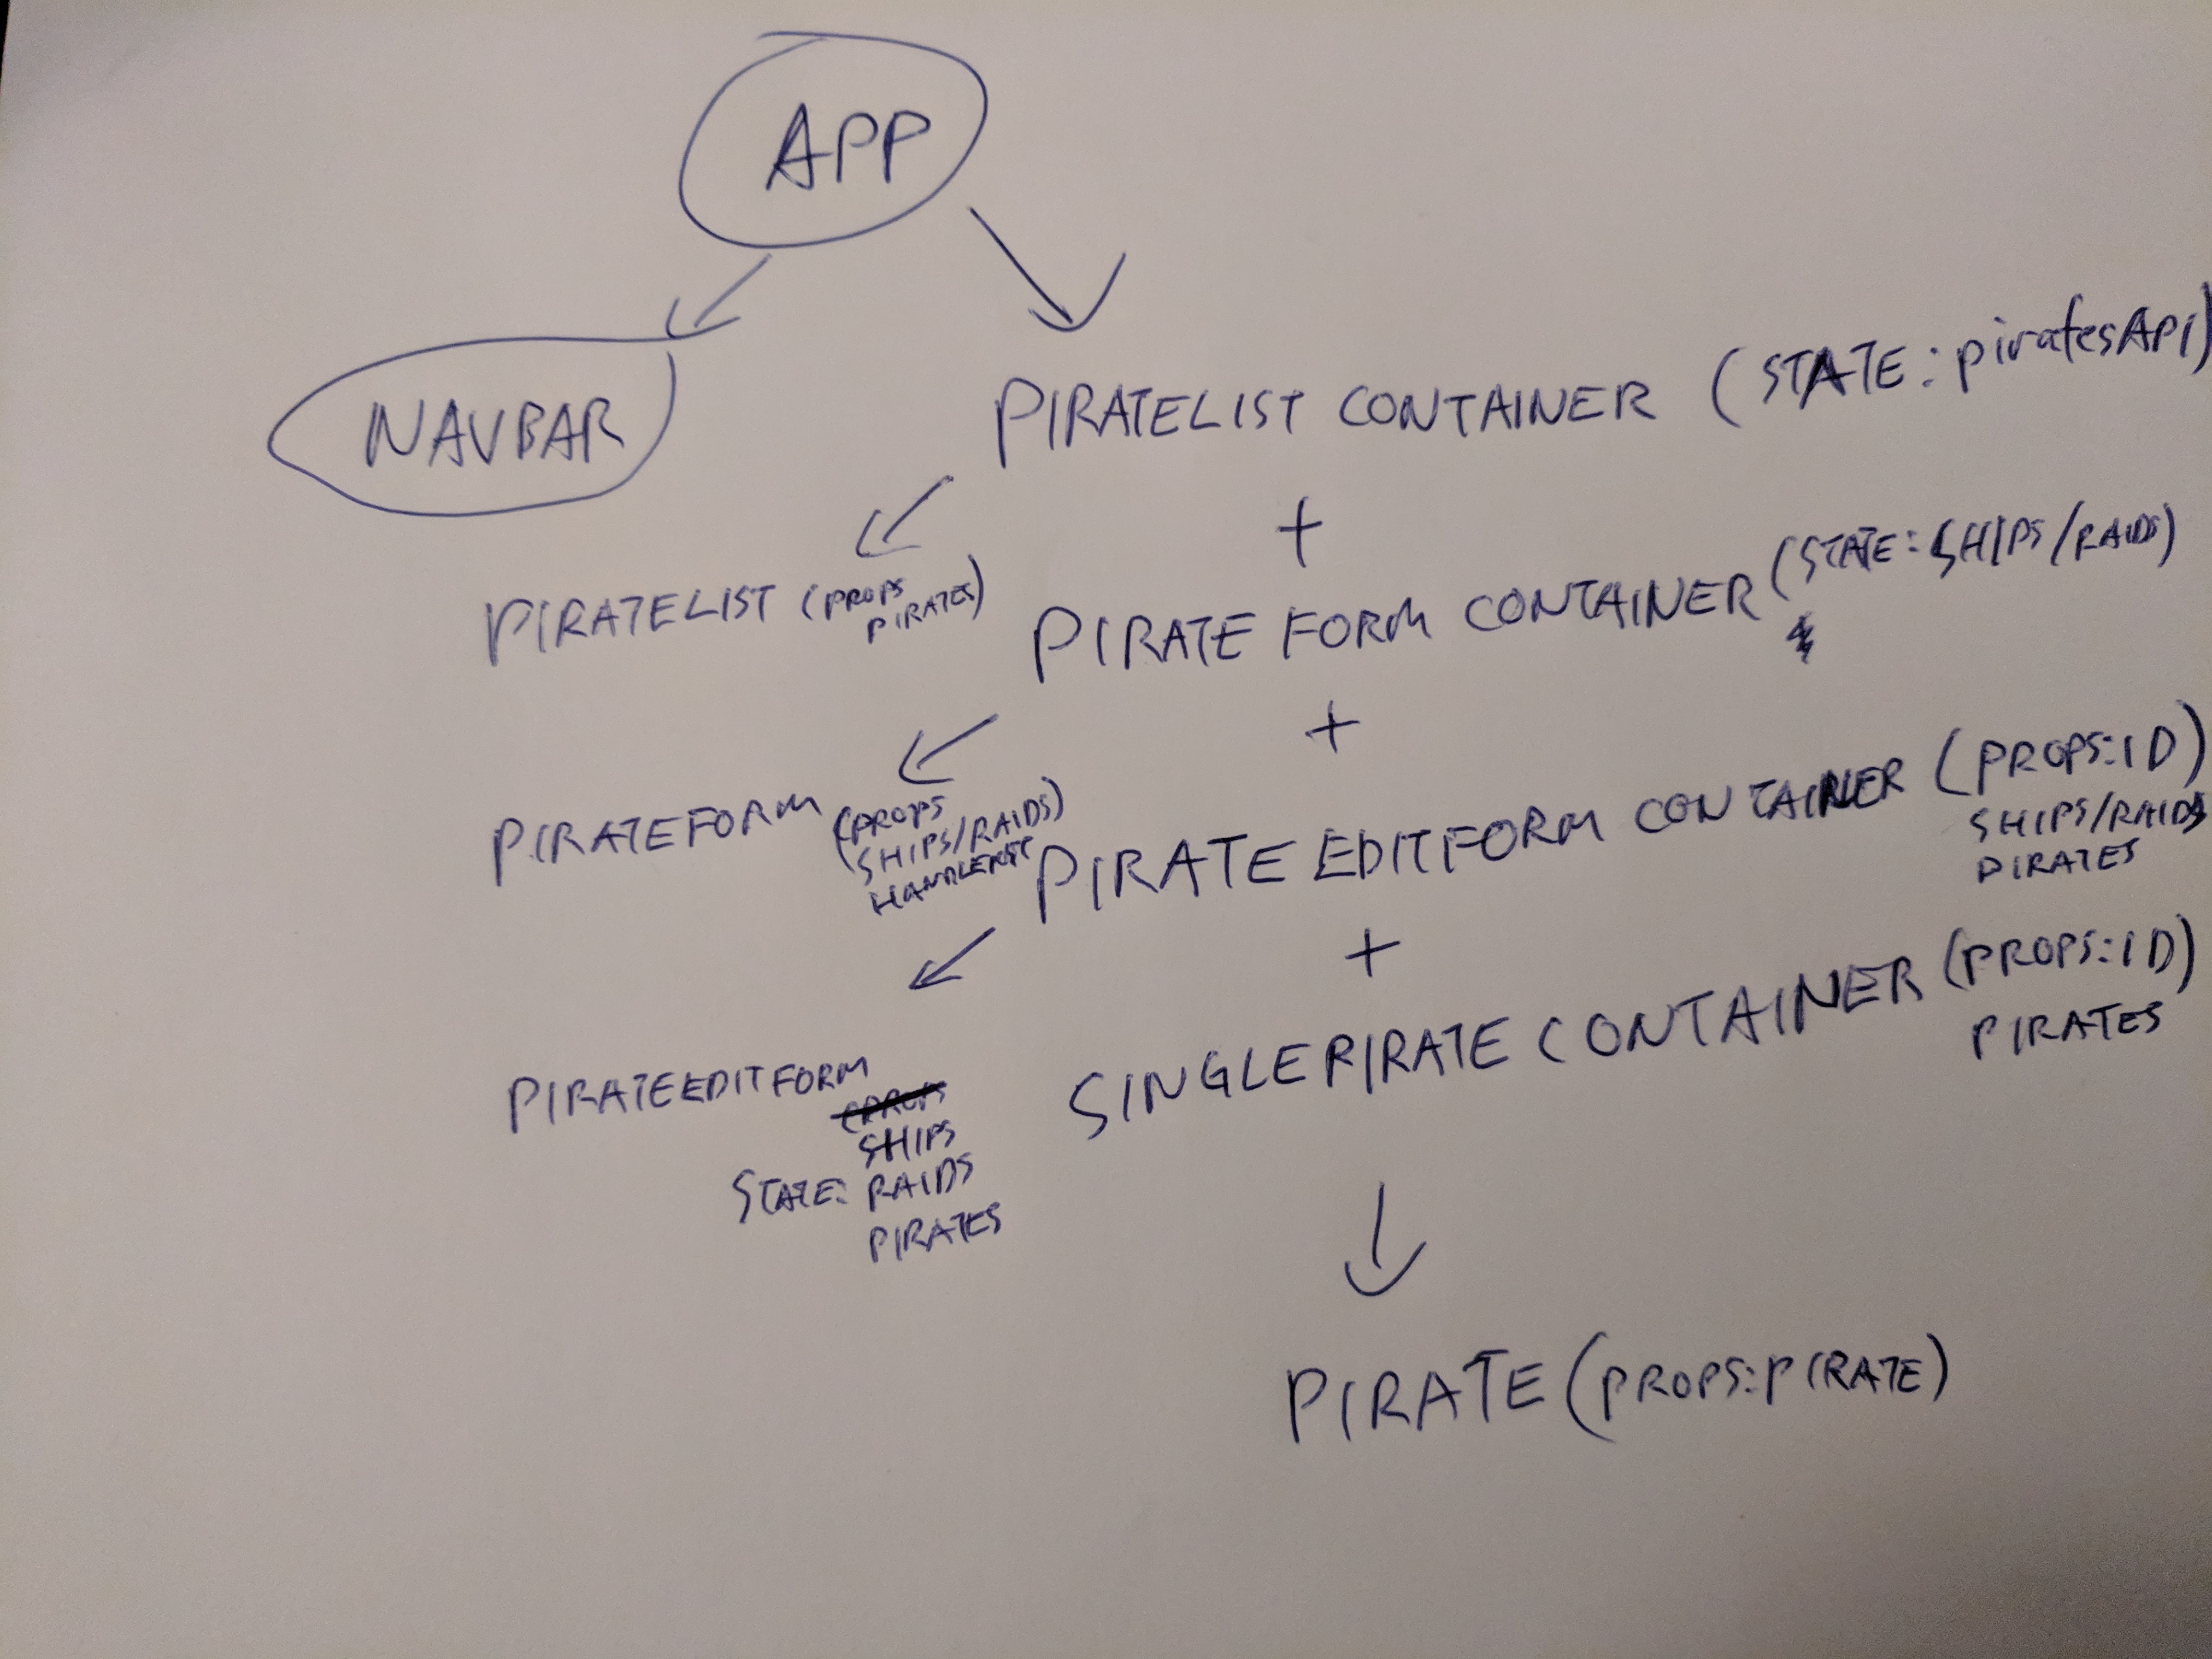 APP
NAVBAR
PIRATELIST CONTAINER (STATE: piratesAPI)
+
PIRATELIST (PROPS
PIRATES)
PIRATE FORM CONTAINER (STATE: SHIPS/RAIDS)
+
PIRATEFORM (PROPS
SHIPS/RAIDS)
PIRATE EDITFORM CONTAINER (PROPS:ID)
SHIPS/RAIDS
PIRATES
+
PIRATEEDITFORM
SHIPS
STATE: RAIDS
PIRATES
SINGLEPIRATE CONTAINER (PROPS:ID)
PIRATES
PIRATE (PROPS:PIRATE)